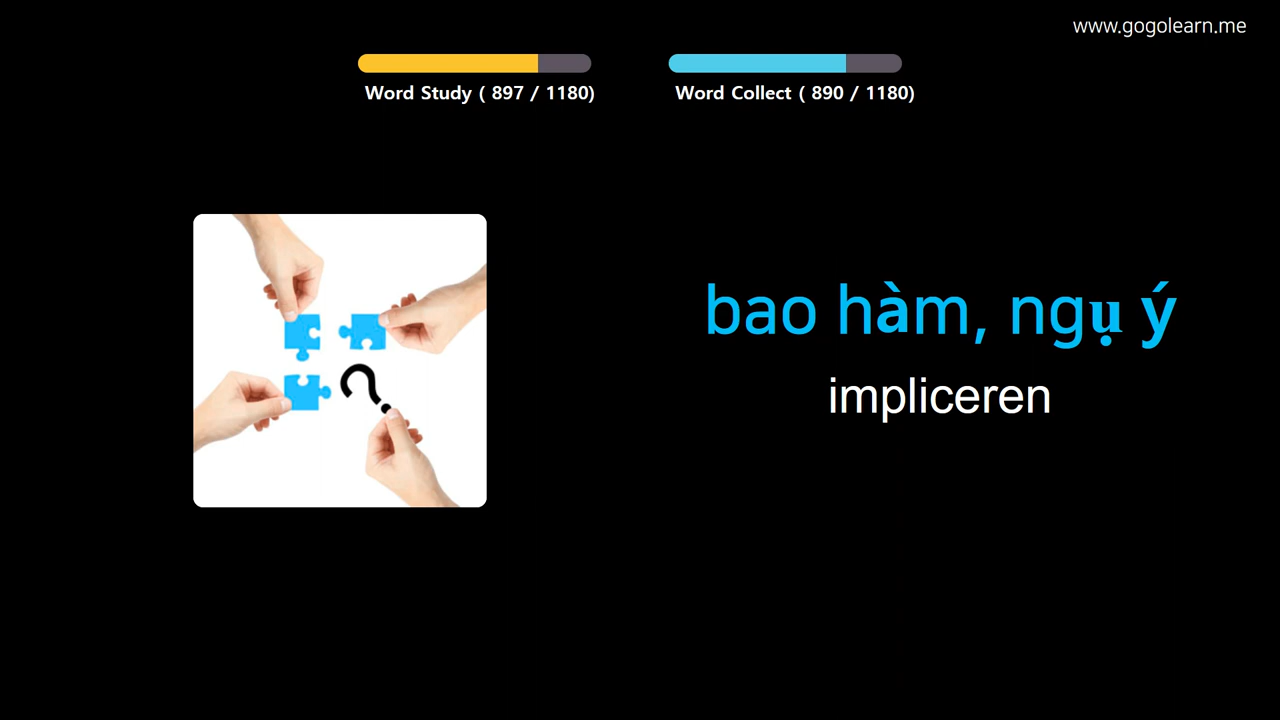 www.gogolearn.me
Word Study ( 897 / 1180)
Word Collect ( 890 / 1180)
bao hàm, ngụ ý
impliceren